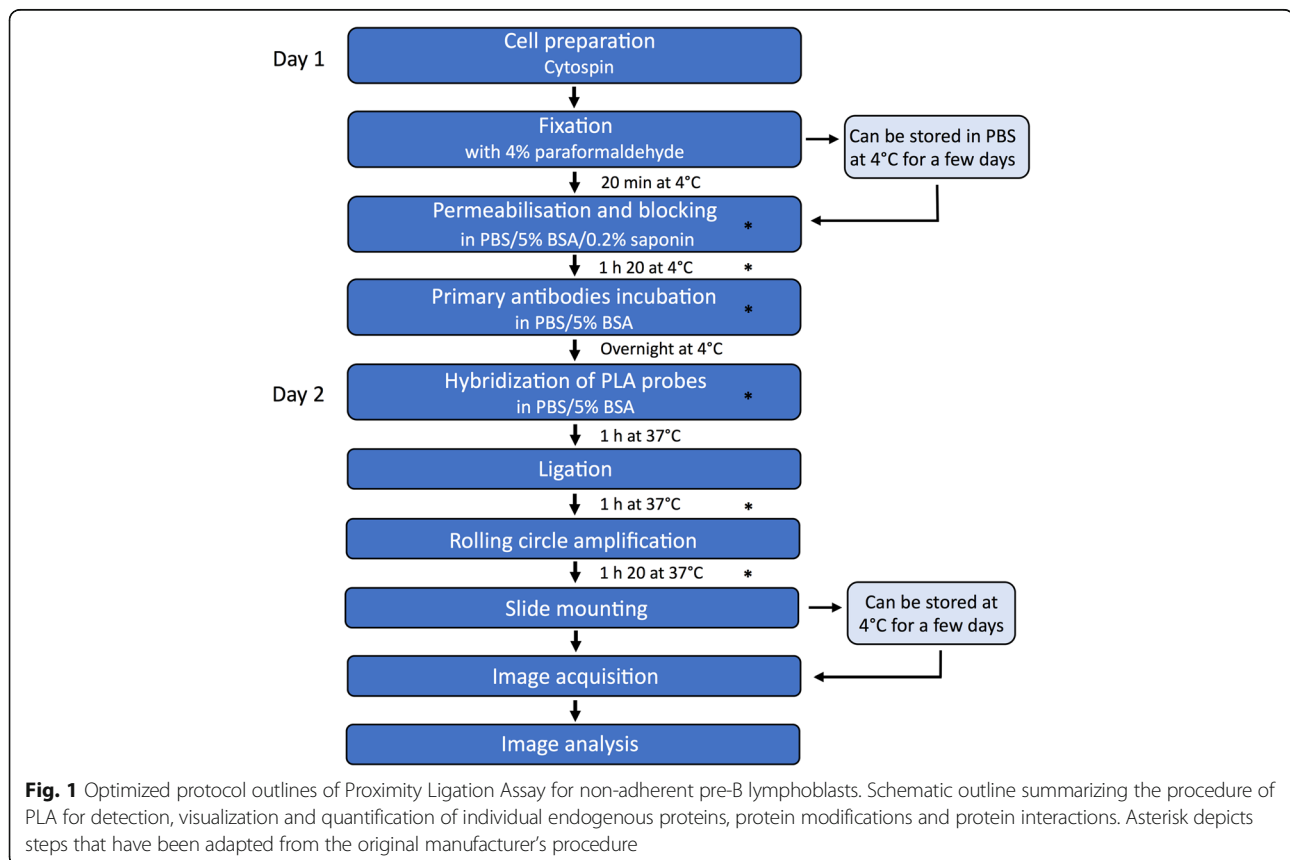 Day 1
Cell preparation
Cytospin
Fixation
with 4% paraformaldehyde
Can be stored in PBS
at 4°C for a few days
20 min at 4°C
Permeabilisation and blocking
in PBS/5% BSA/0.2% saponin *
1 h 20 at 4°C *
Primary antibodies incubation
in PBS/5% BSA *
Overnight at 4°C
Day 2
Hybridization of PLA probes
in PBS/5% BSA *
1 h at 37°C
Ligation
1 h at 37°C *
Rolling circle amplification
1 h 20 at 37°C *
Slide mounting
Can be stored at
4°C for a few days
Image acquisition
Image analysis
Fig. 1 Optimized protocol outlines of Proximity Ligation Assay for non-adherent pre-B lymphoblasts. Schematic outline summarizing the procedure of
PLA for detection, visualization and quantification of individual endogenous proteins, protein modifications and protein interactions. Asterisk depicts
steps that have been adapted from the original manufacturer's procedure